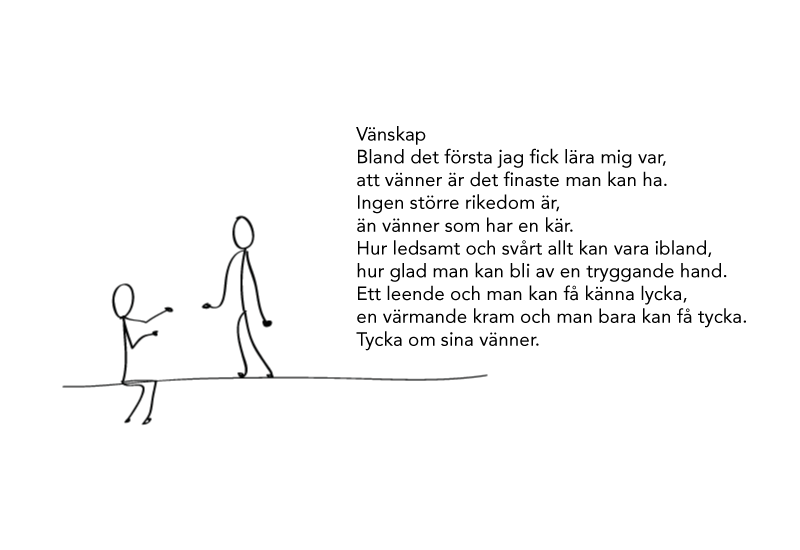 Vänskap
Bland det första jag fick lära mig var,
att vänner är det finaste man kan ha.
Ingen större rikedom är,
än vänner som har en kär.
Hur ledsamt och svårt allt kan vara ibland,
hur glad man kan bli av en tryggande hand.
Ett leende och man kan få känna lycka,
en värmande kram och man bara kan få tycka.
Tycka om sina vänner.